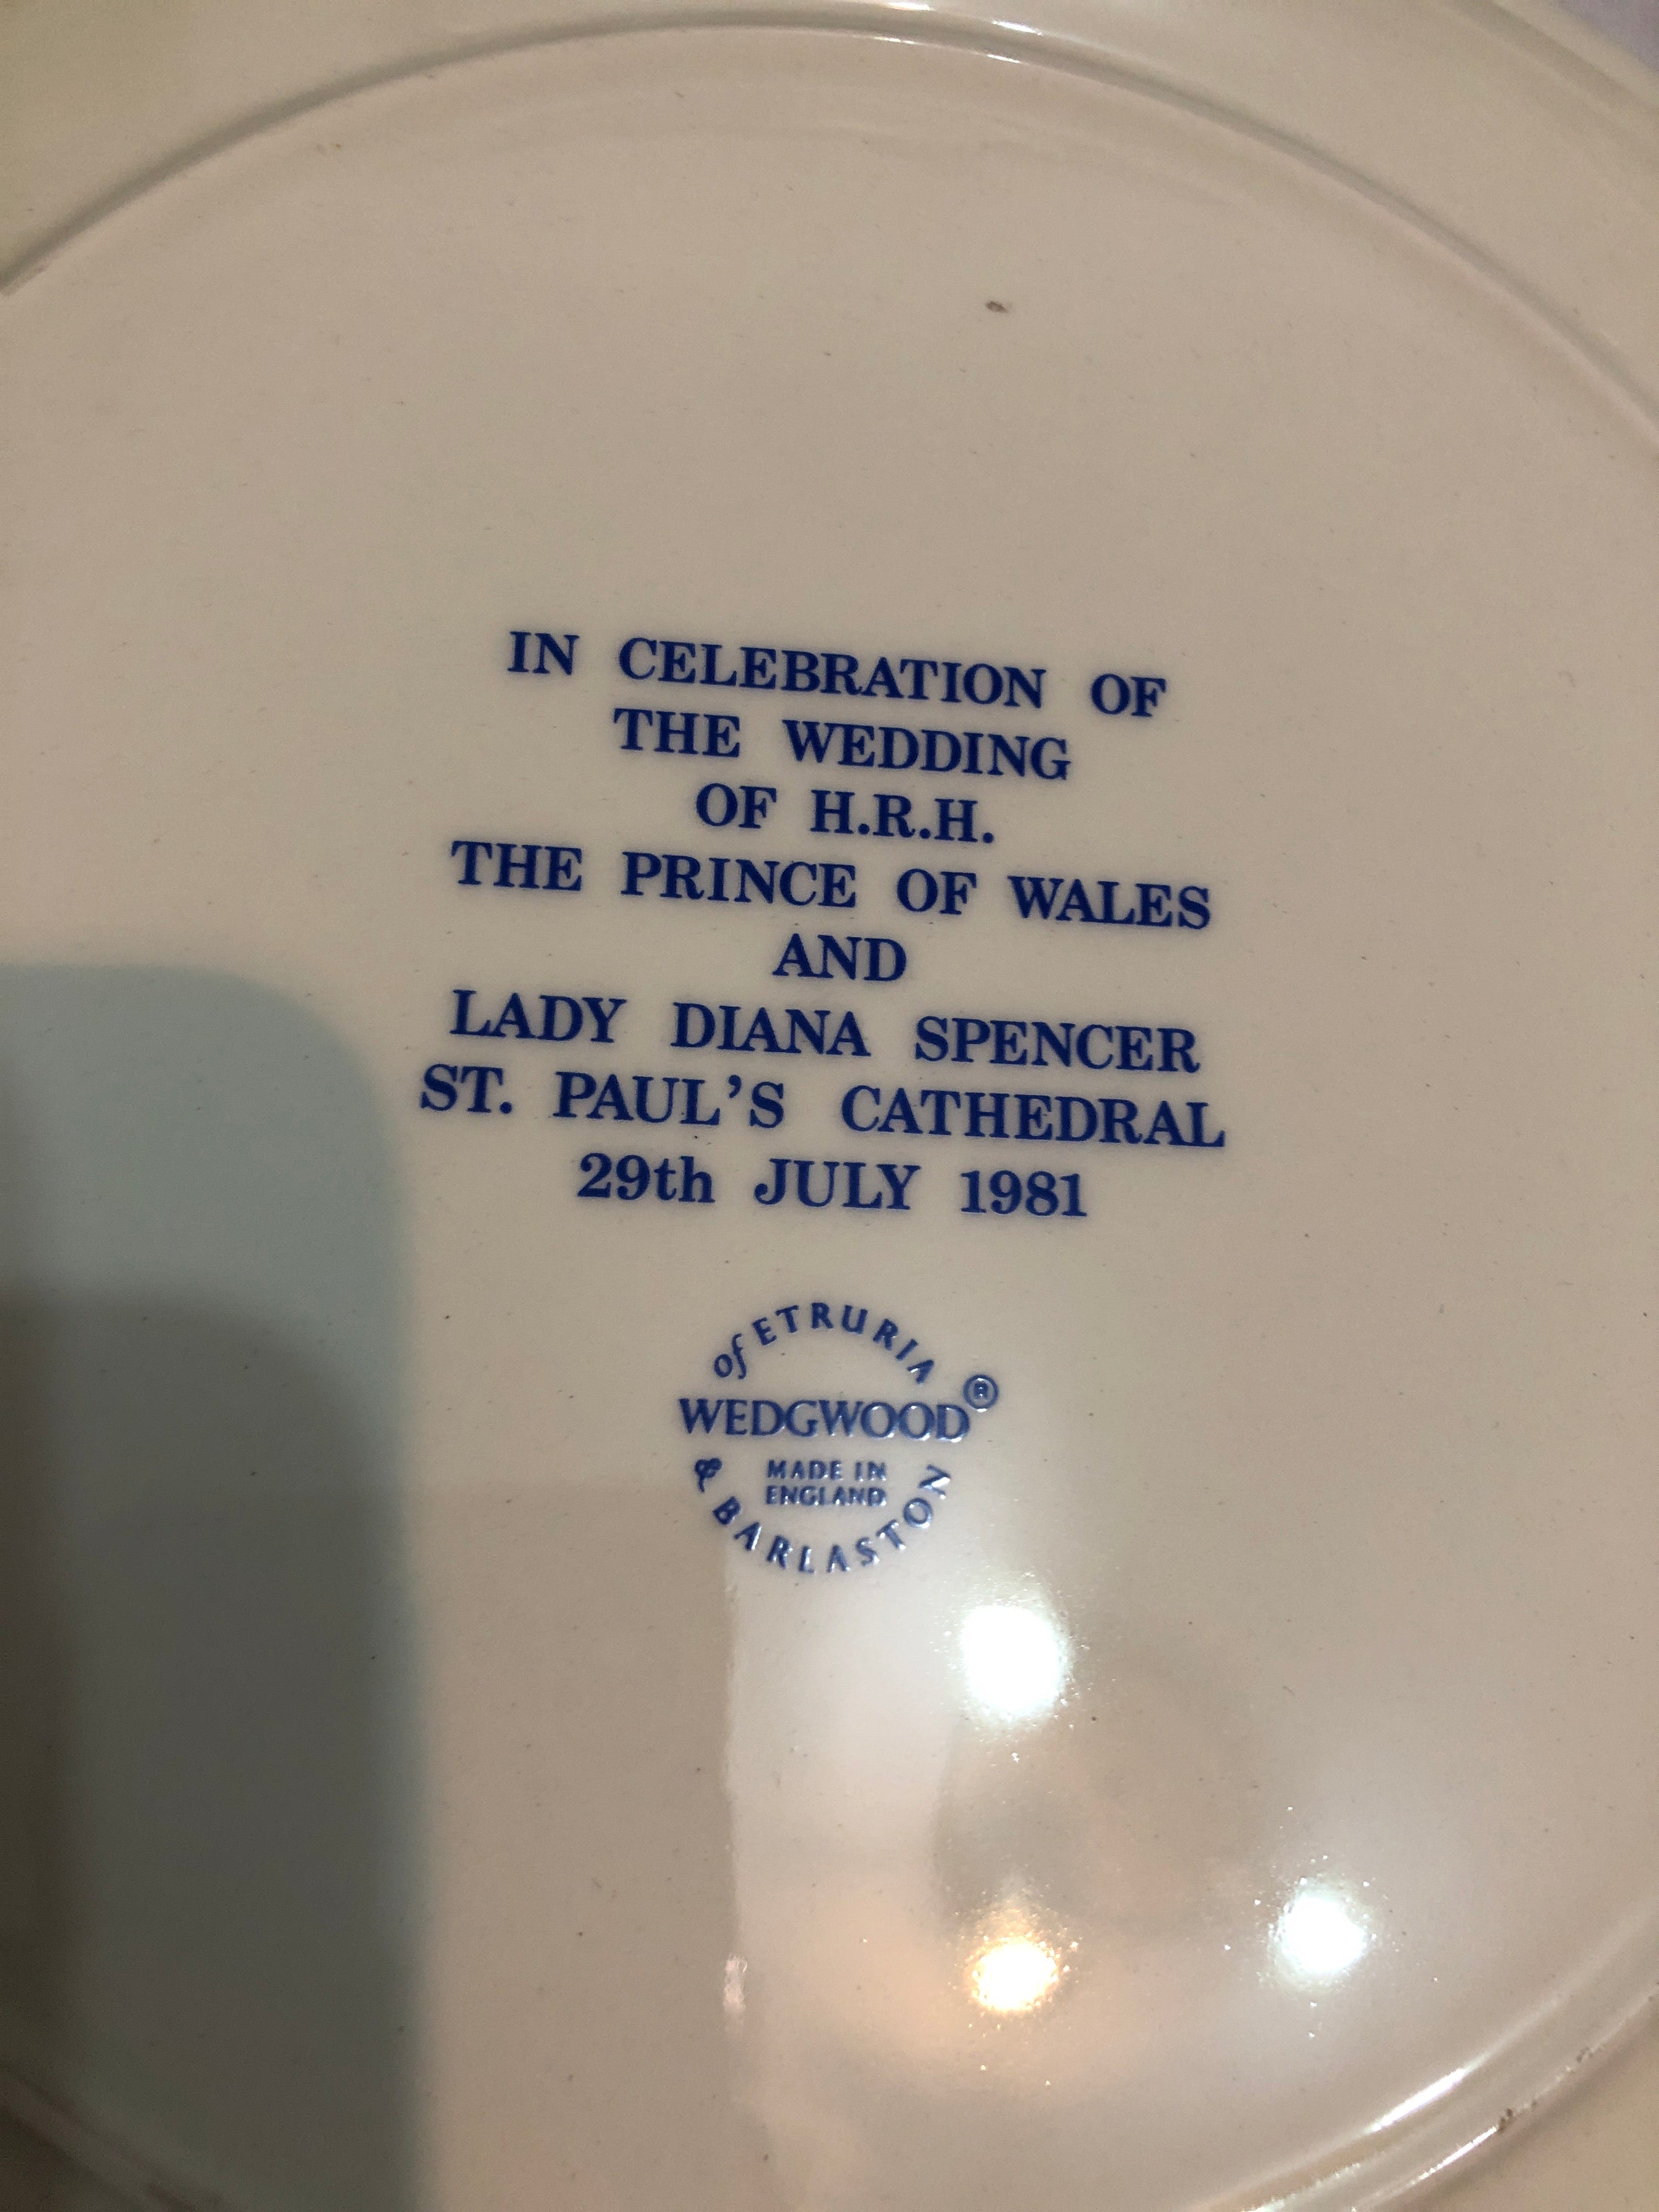 IN CELEBRATION OF
THE WEDDING
OF H.R.H.
THE PRINCE OF WALES
AND
LADY DIANA SPENCER
ST. PAUL'S CATHEDRAL
29th JULY 1981
of ETRURIA
WEDGWOOD®
MADE IN
ENGLAND
& BARLASTON